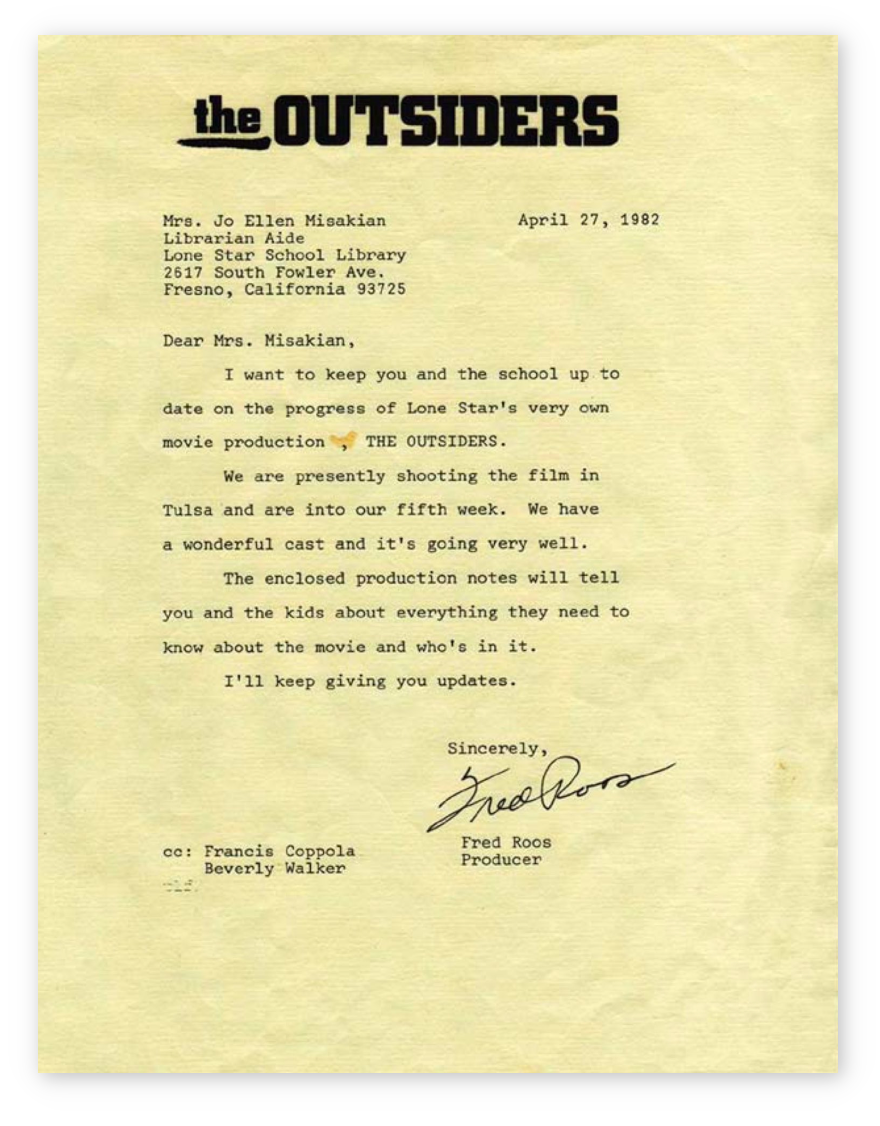 the OUTSIDERS
Mrs. Jo Ellen Misakian April 27, 1982
Librarian Aide
Lone Star School Library
2617 South Fowler Ave.
Fresno, California 93725
Dear Mrs. Misakian,
I want to keep you and the school up to
date on the progress of Lone Star's very own
movie production , THE OUTSIDERS.
We are presently shooting the film in
Tulsa and are into our fifth week. We have
a wonderful cast and it's going very well.
The enclosed production notes will tell
you and the kids about everything they need to
know about the movie and who's in it.
I'll keep giving you updates.
Sincerely,
Fred Roos
Fred Roos
Producer
cc: Francis Coppola
Beverly Walker